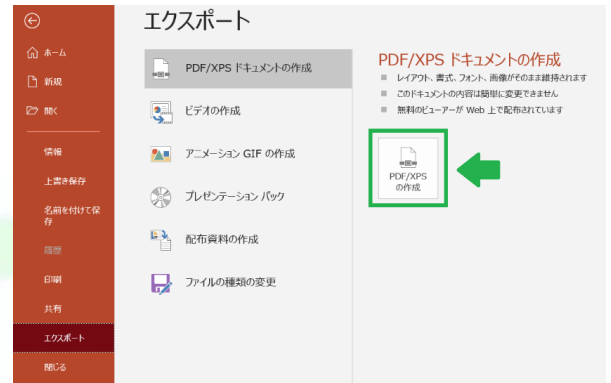 エクスポート
ホーム
新規
開く
情報
上書き保存
名前を付けて保
存
履歴
印刷
共有
エクスポート
閉じる
PDF/XPS ドキュメントの作成
ビデオの作成
アニメーション GIF の作成
プレゼンテーション パック
配布資料の作成
ファイルの種類の変更
PDF/XPS ドキュメントの作成
レイアウト、書式、フォント、画像がそのまま維持されます
このドキュメントの内容は簡単に変更できません
無料のビューアーが Web 上で配布されています
PDF/XPS
の作成